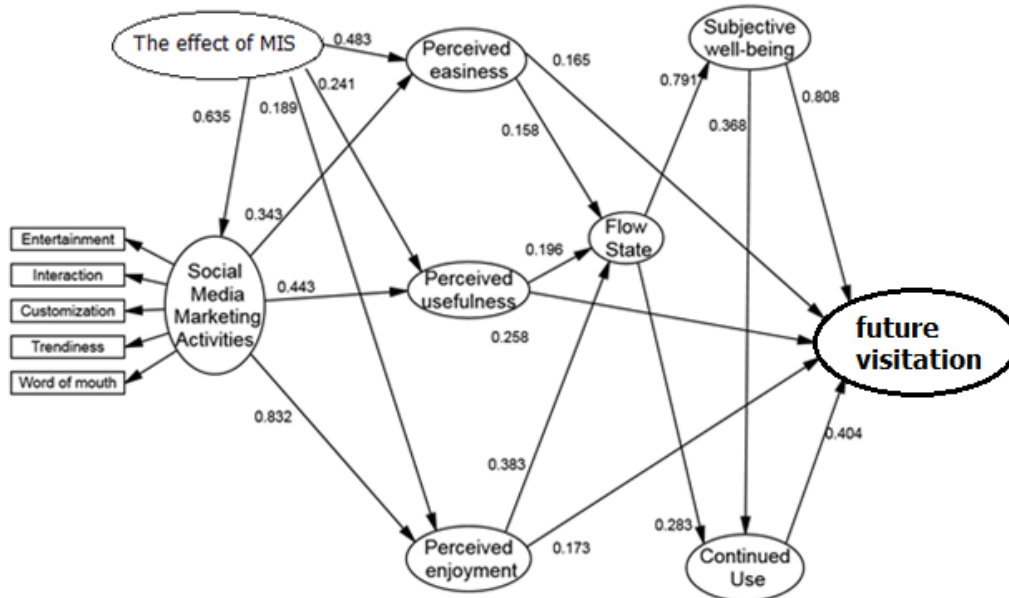 The effect of MIS
0.483
Perceived
easiness
0.165
Subjective
well-being
0.791
0.808
0.241
0.189
0.635
0.158
0.368
0.343
Entertainment
Interaction
Customization
Trendiness
Word of mouth
Social
Media
Marketing
Activities
0.443
Perceived
usefulness
0.196
Flow
State
0.258
future
visitation
0.832
0.383
0.404
Perceived
enjoyment
0.173
0.283
Continued
Use